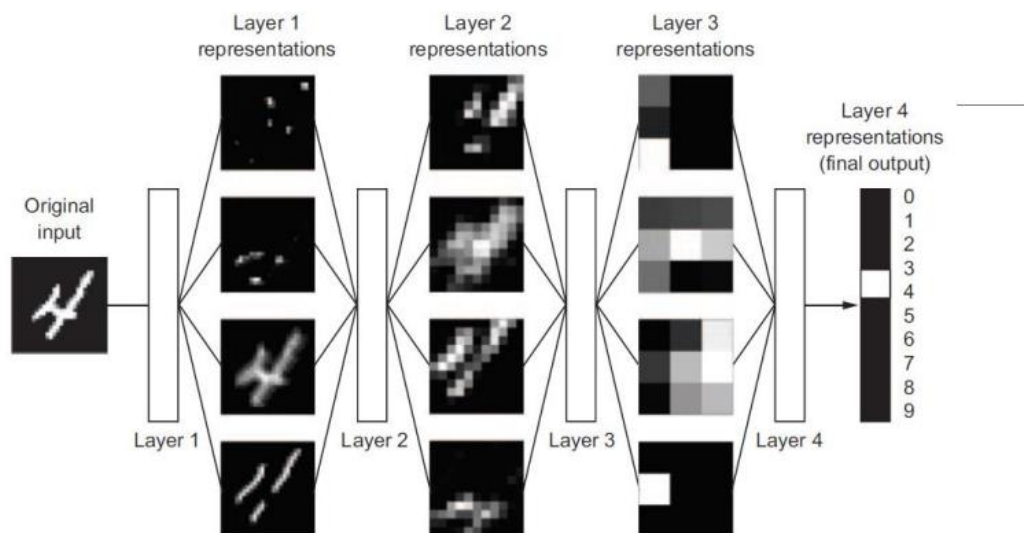 Layer 1
representations
Layer 2
representations
Layer 3
representations
Layer 4
representations
(final output)
Original
input
0
1
2
3
4
5
6
7
8
9
Layer 1
Layer 2
Layer 3
Layer 4